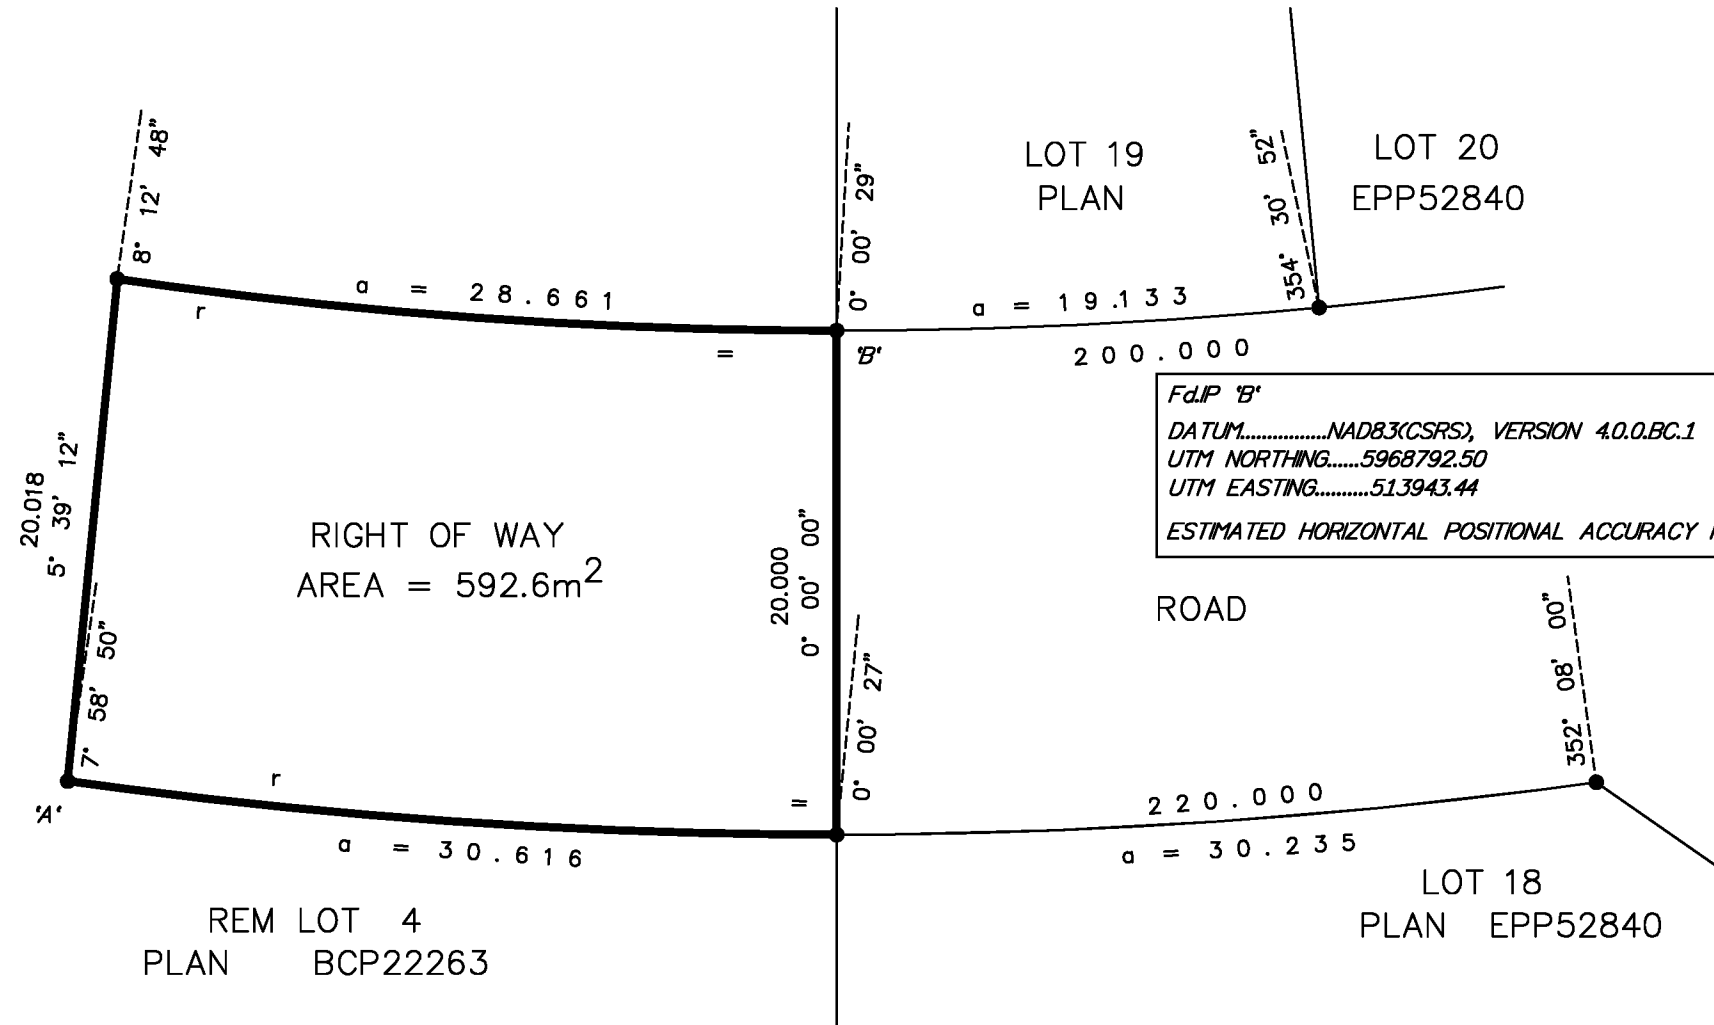 8° 12' 48"
a = 28.661
r =
0° 00' 29"
LOT 19
PLAN
354° 30' 52"
LOT 20
EPP52840
a = 19.133
200.000
'B'
Fd.IP 'B'
DATUM................NAD83(CSRS), VERSION 4.0.0.BC.1
UTM NORTHING......5968792.50
UTM EASTING..........513943.44
ESTIMATED HORIZONTAL POSITIONAL ACCURACY
20.018
5° 39' 12"
RIGHT OF WAY
AREA = 592.6m²
20.000
0° 00' 00"
ROAD
7° 58' 50"
'A'
r =
a = 30.616
0° 00' 27"
220.000
a = 30.235
352° 08' 00"
REM LOT 4
PLAN BCP22263
LOT 18
PLAN EPP52840